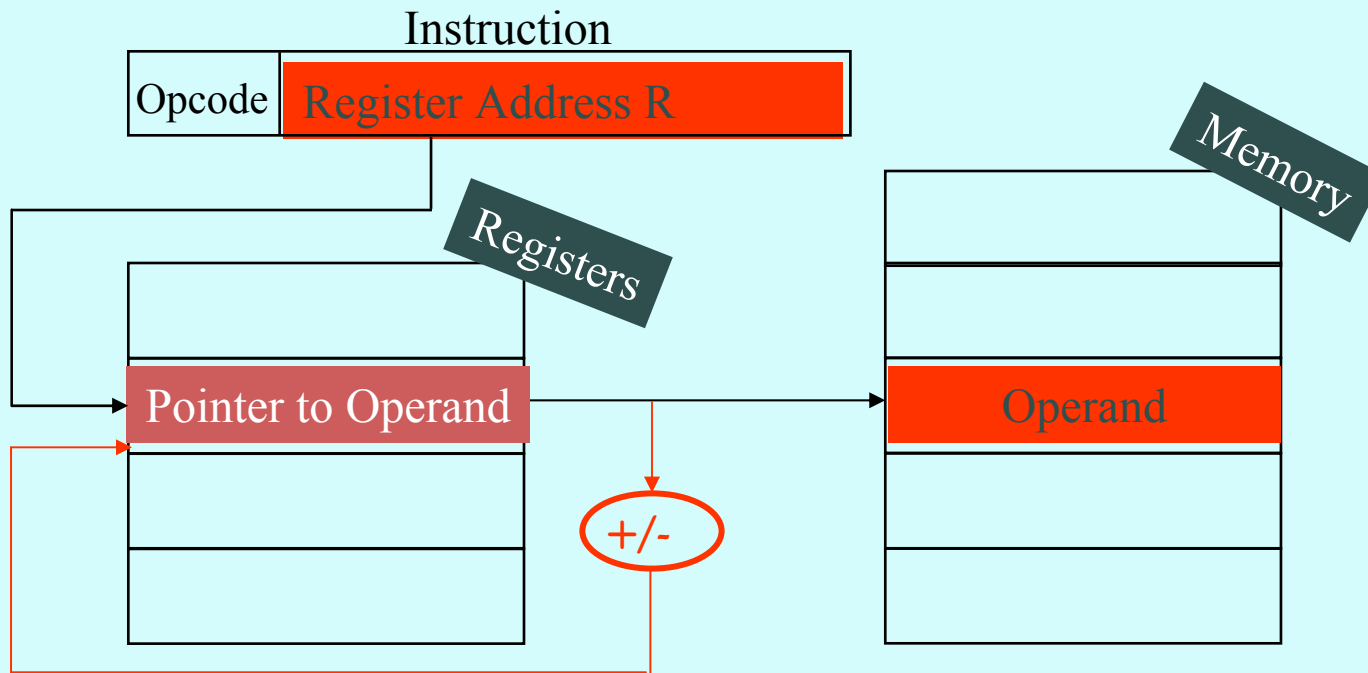 Instruction
Opcode
Register Address R
Memory
Registers
Pointer to Operand
Operand
+/-